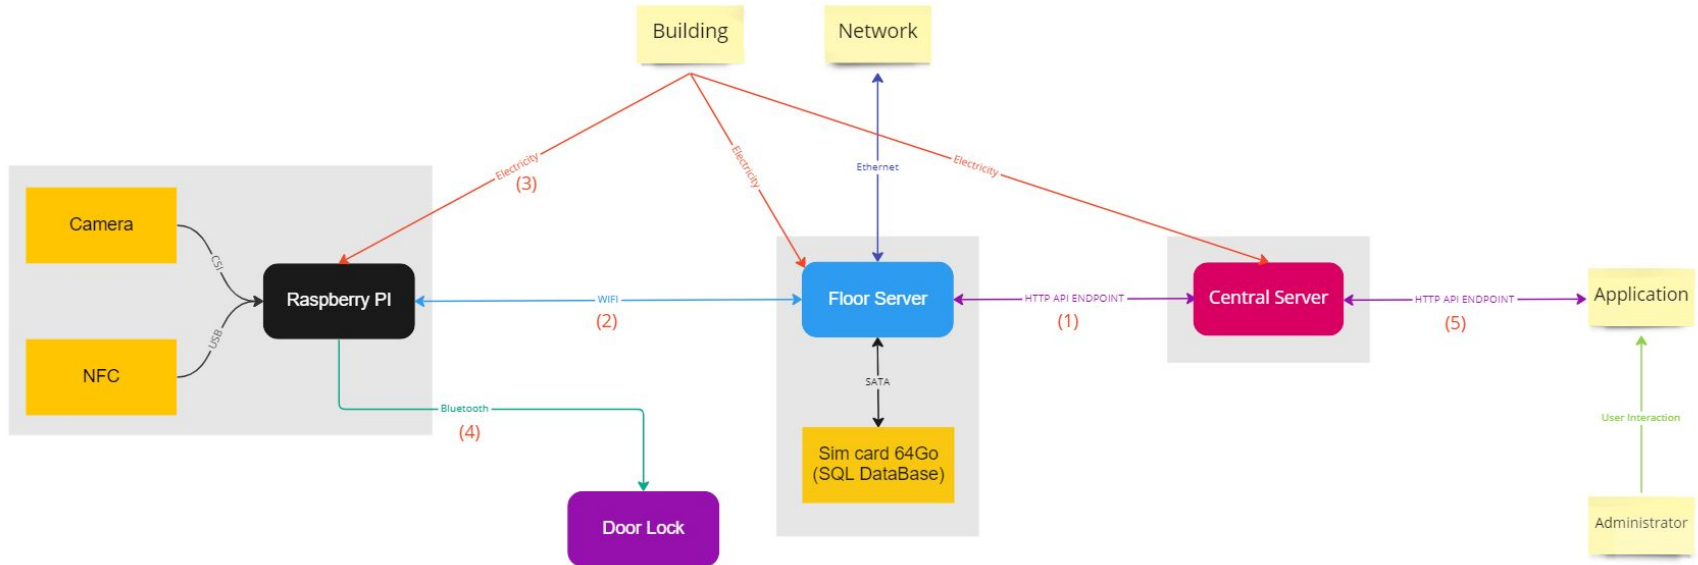 Building
Network
Electricity
(3)
Electricity
Ethernet
Electricity
Camera
CSI
Raspberry PI
WIFI
(2)
Floor Server
HTTP API ENDPOINT
(1)
Central Server
HTTP API ENDPOINT
(5)
Application
USB
NFC
SATA
Bluetooth
(4)
User Interaction
Sim card 64Go
(SQL DataBase)
Door Lock
Administrator